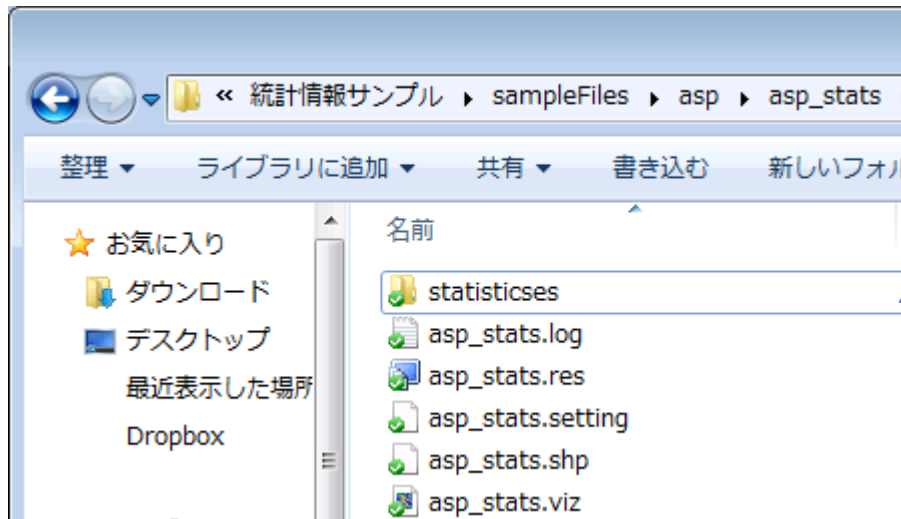 « 統計情報サンプル ▸ sampleFiles ▸ asp ▸ asp_stats
整理 ▼ ライブラリに追加 ▼ 共有 ▼ 書き込む 新しいフォル
お気に入り
ダウンロード
デスクトップ
最近表示した場所
Dropbox
名前
statisticses
asp_stats.log
asp_stats.res
asp_stats.setting
asp_stats.shp
asp_stats.viz